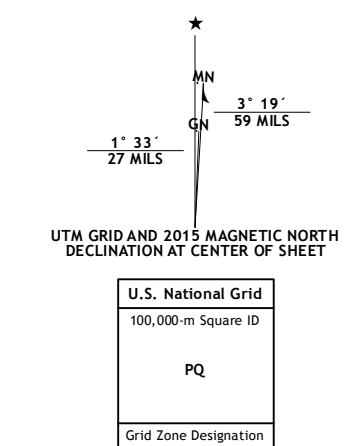 ★
MN
3° 19´
59 MILS
GN
1° 33´
27 MILS
UTM GRID AND 2015 MAGNETIC NORTH
DECLINATION AT CENTER OF SHEET
U.S. National Grid
100,000-m Square ID
PQ
Grid Zone Designation